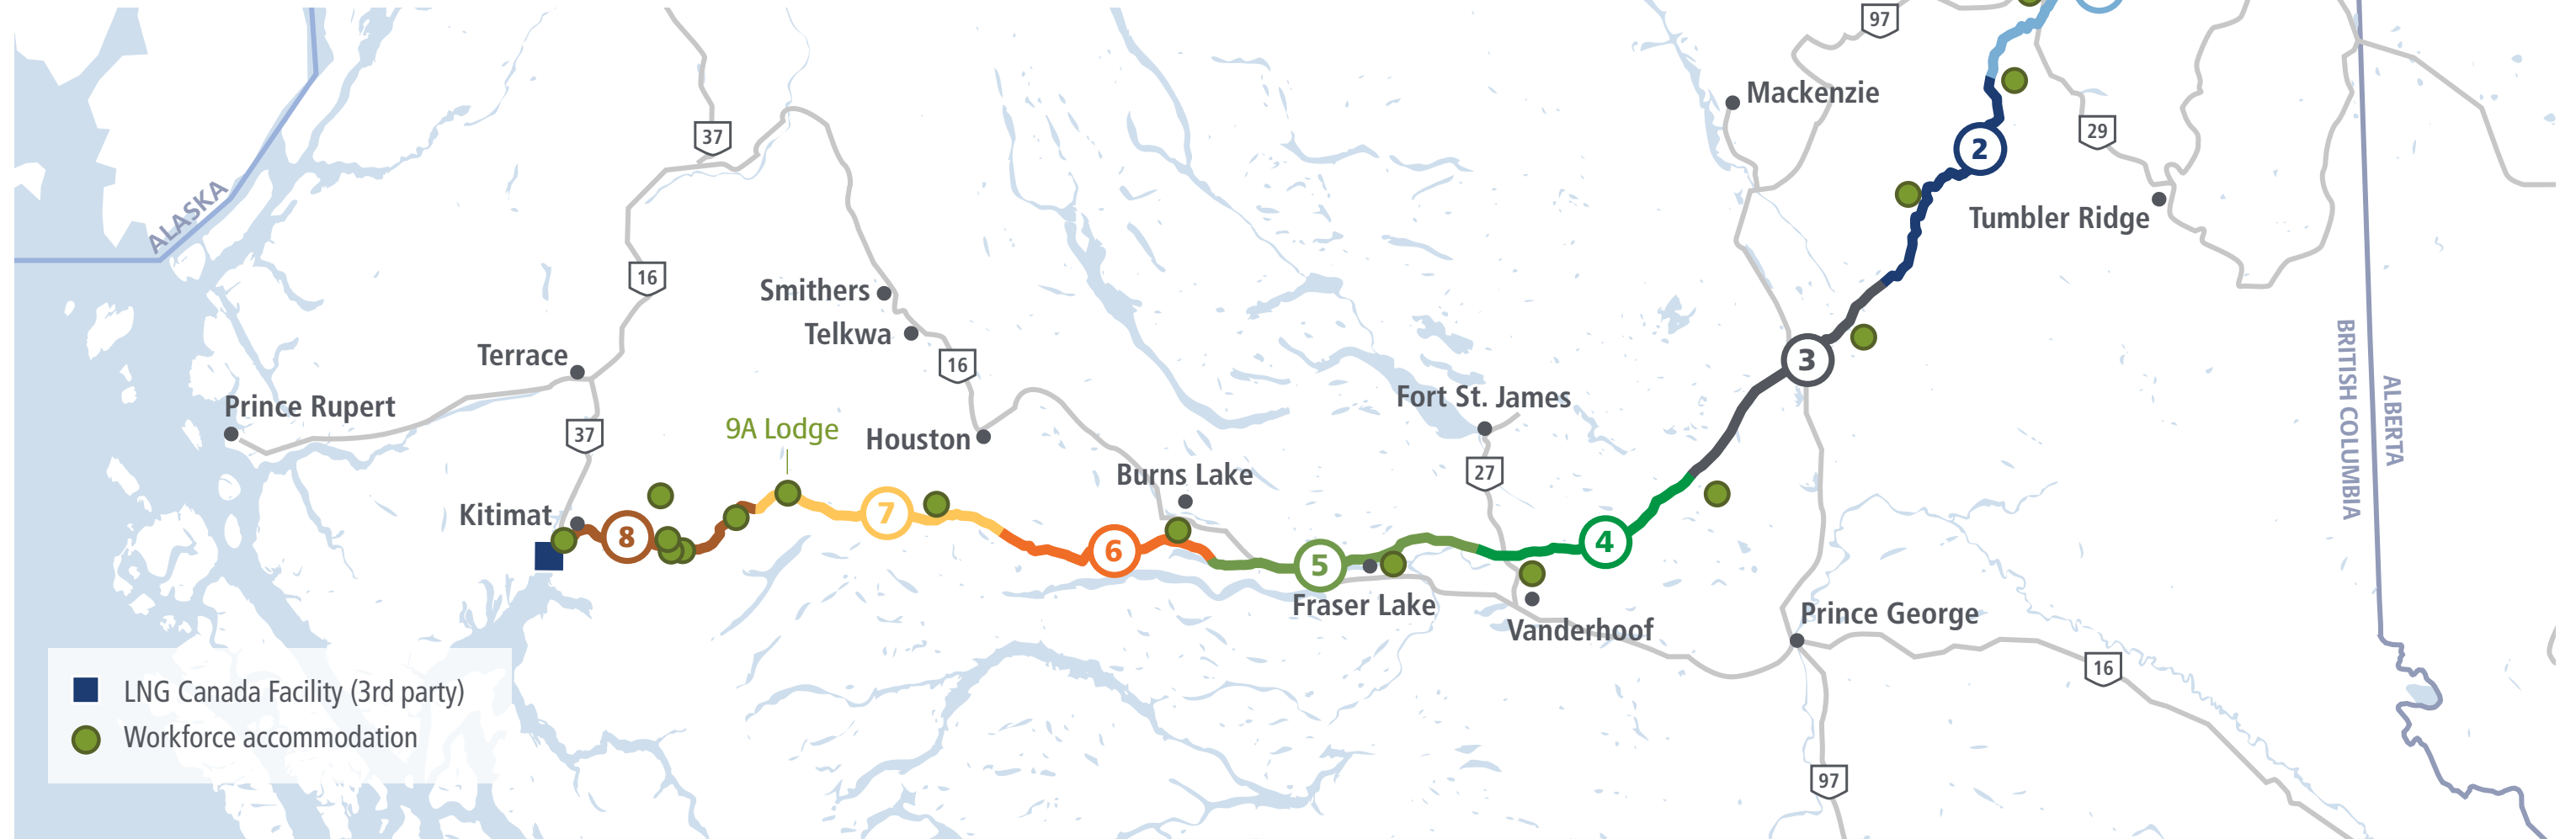 97
Mackenzie
37
29
2
ALASKA
Tumbler Ridge
16
Smithers
Telkwa
16
3
Terrace
Prince Rupert
Fort St. James
BRITISH COLUMBIA
ALBERTA
9A Lodge
37
Houston
Burns Lake
27
Kitimat
8
7
6
5
4
Fraser Lake
Vanderhoof
Prince George
16
LNG Canada Facility (3rd party)
Workforce accommodation
97